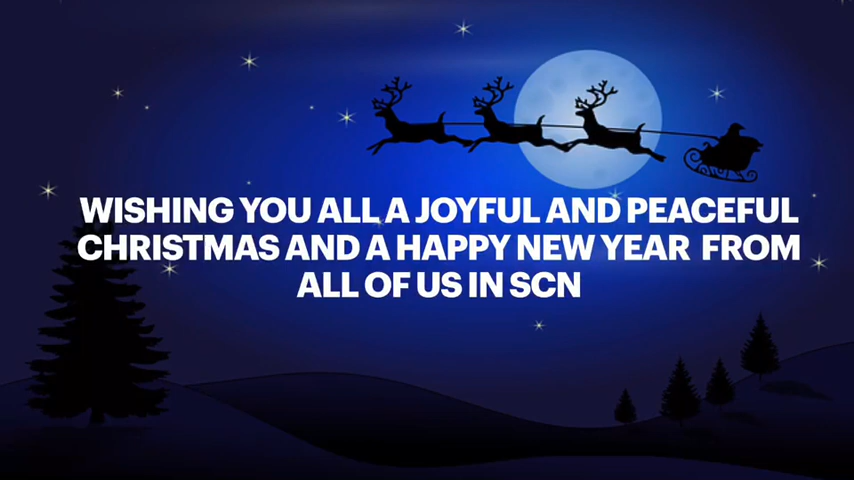 WISHING YOU ALL A JOYFUL AND PEACEFUL
CHRISTMAS AND A HAPPY NEW YEAR FROM
ALL OF US IN SCN